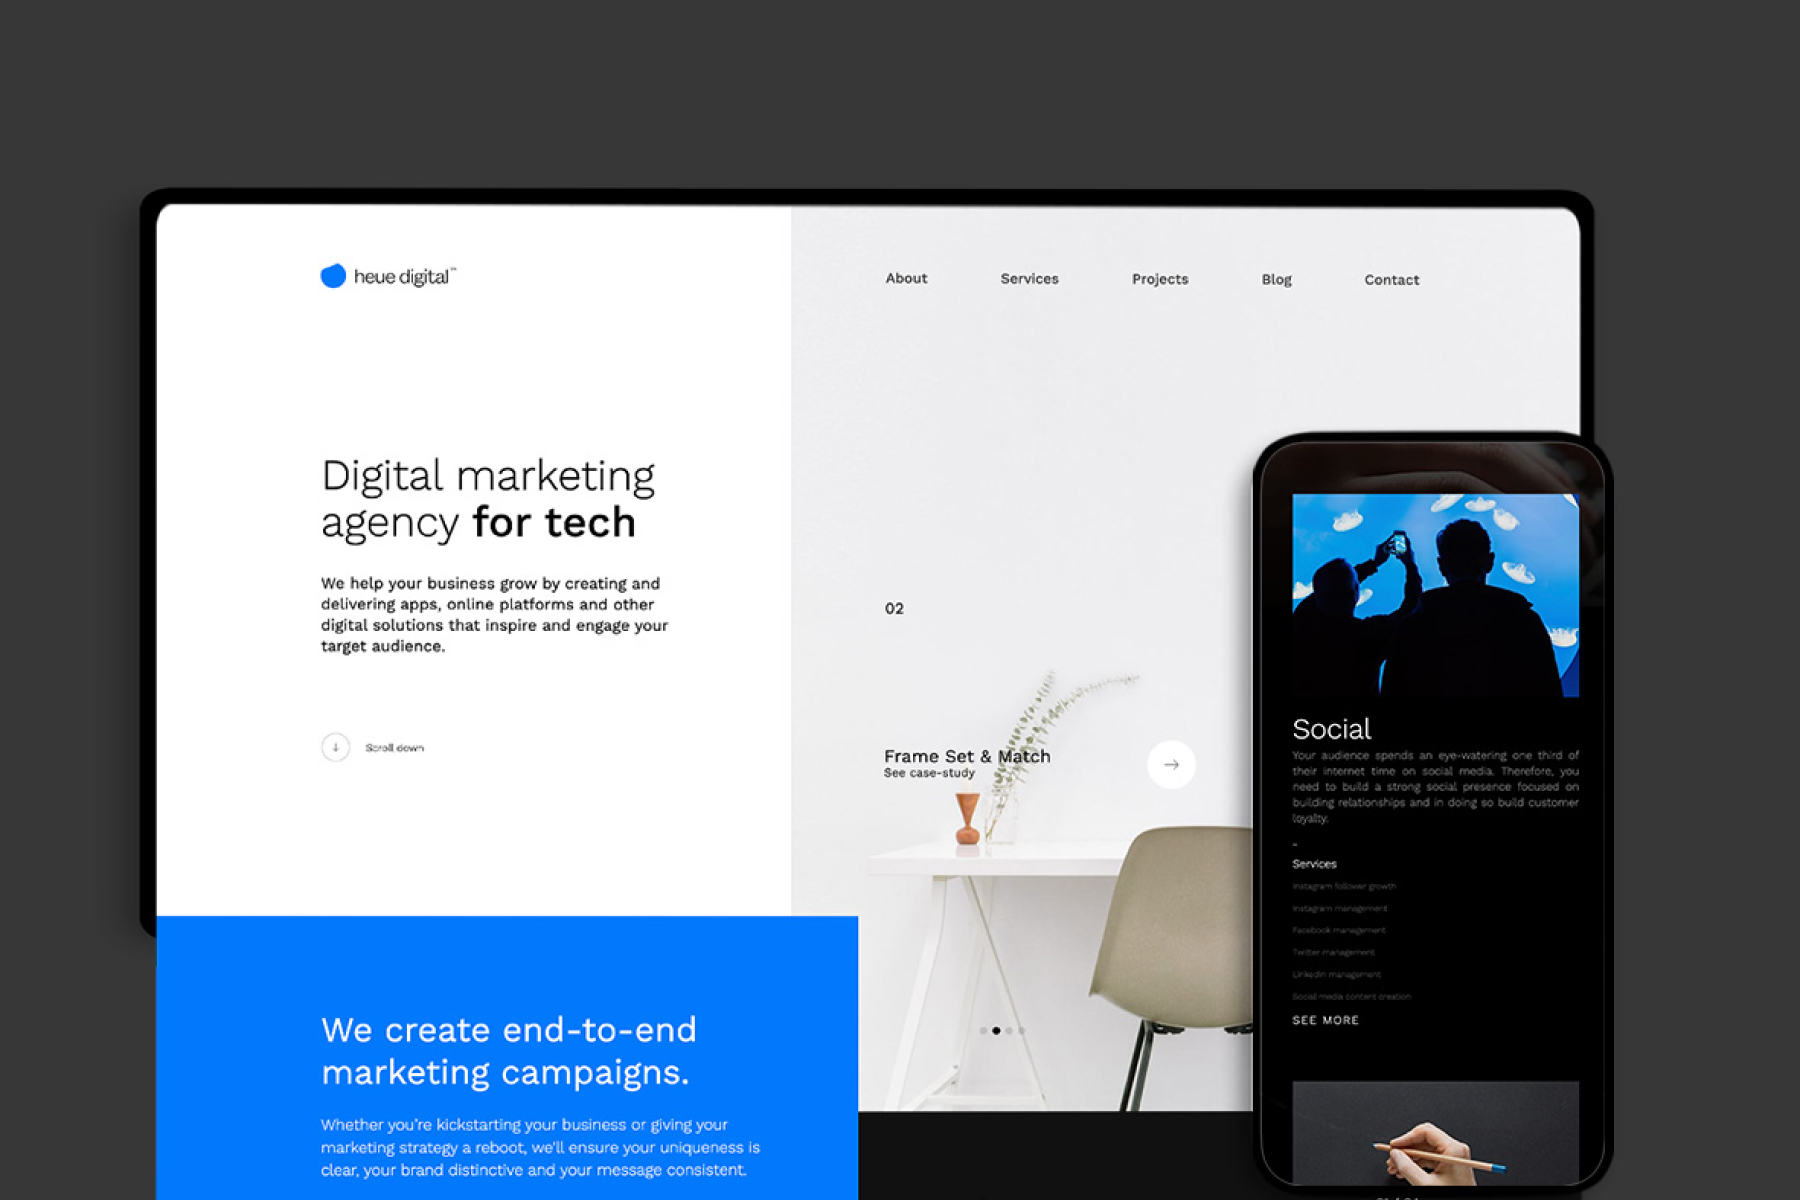 heue digital™
About
Services
Projects
Blog
Contact
Digital marketing
agency for tech
We help your business grow by creating and
delivering apps, online platforms and other
digital solutions that inspire and engage your
target audience.
Scroll down
02
Frame Set & Match
See case-study
We create end-to-end
marketing campaigns.
Whether you're kickstarting your business or giving your
marketing strategy a reboot, we'll ensure your uniqueness is
clear, your brand distinctive and your message consistent.
Social
Your audience spends an eye-watering one third of
their internet time on social media. Therefore, you
need to build a strong social presence focused on
building relationships and in doing so build customer
loyalty.
-
Services
Instagram follower growth
Instagram management
Facebook management
Twitter management
Linkedin management
Social media content creation
SEE MORE